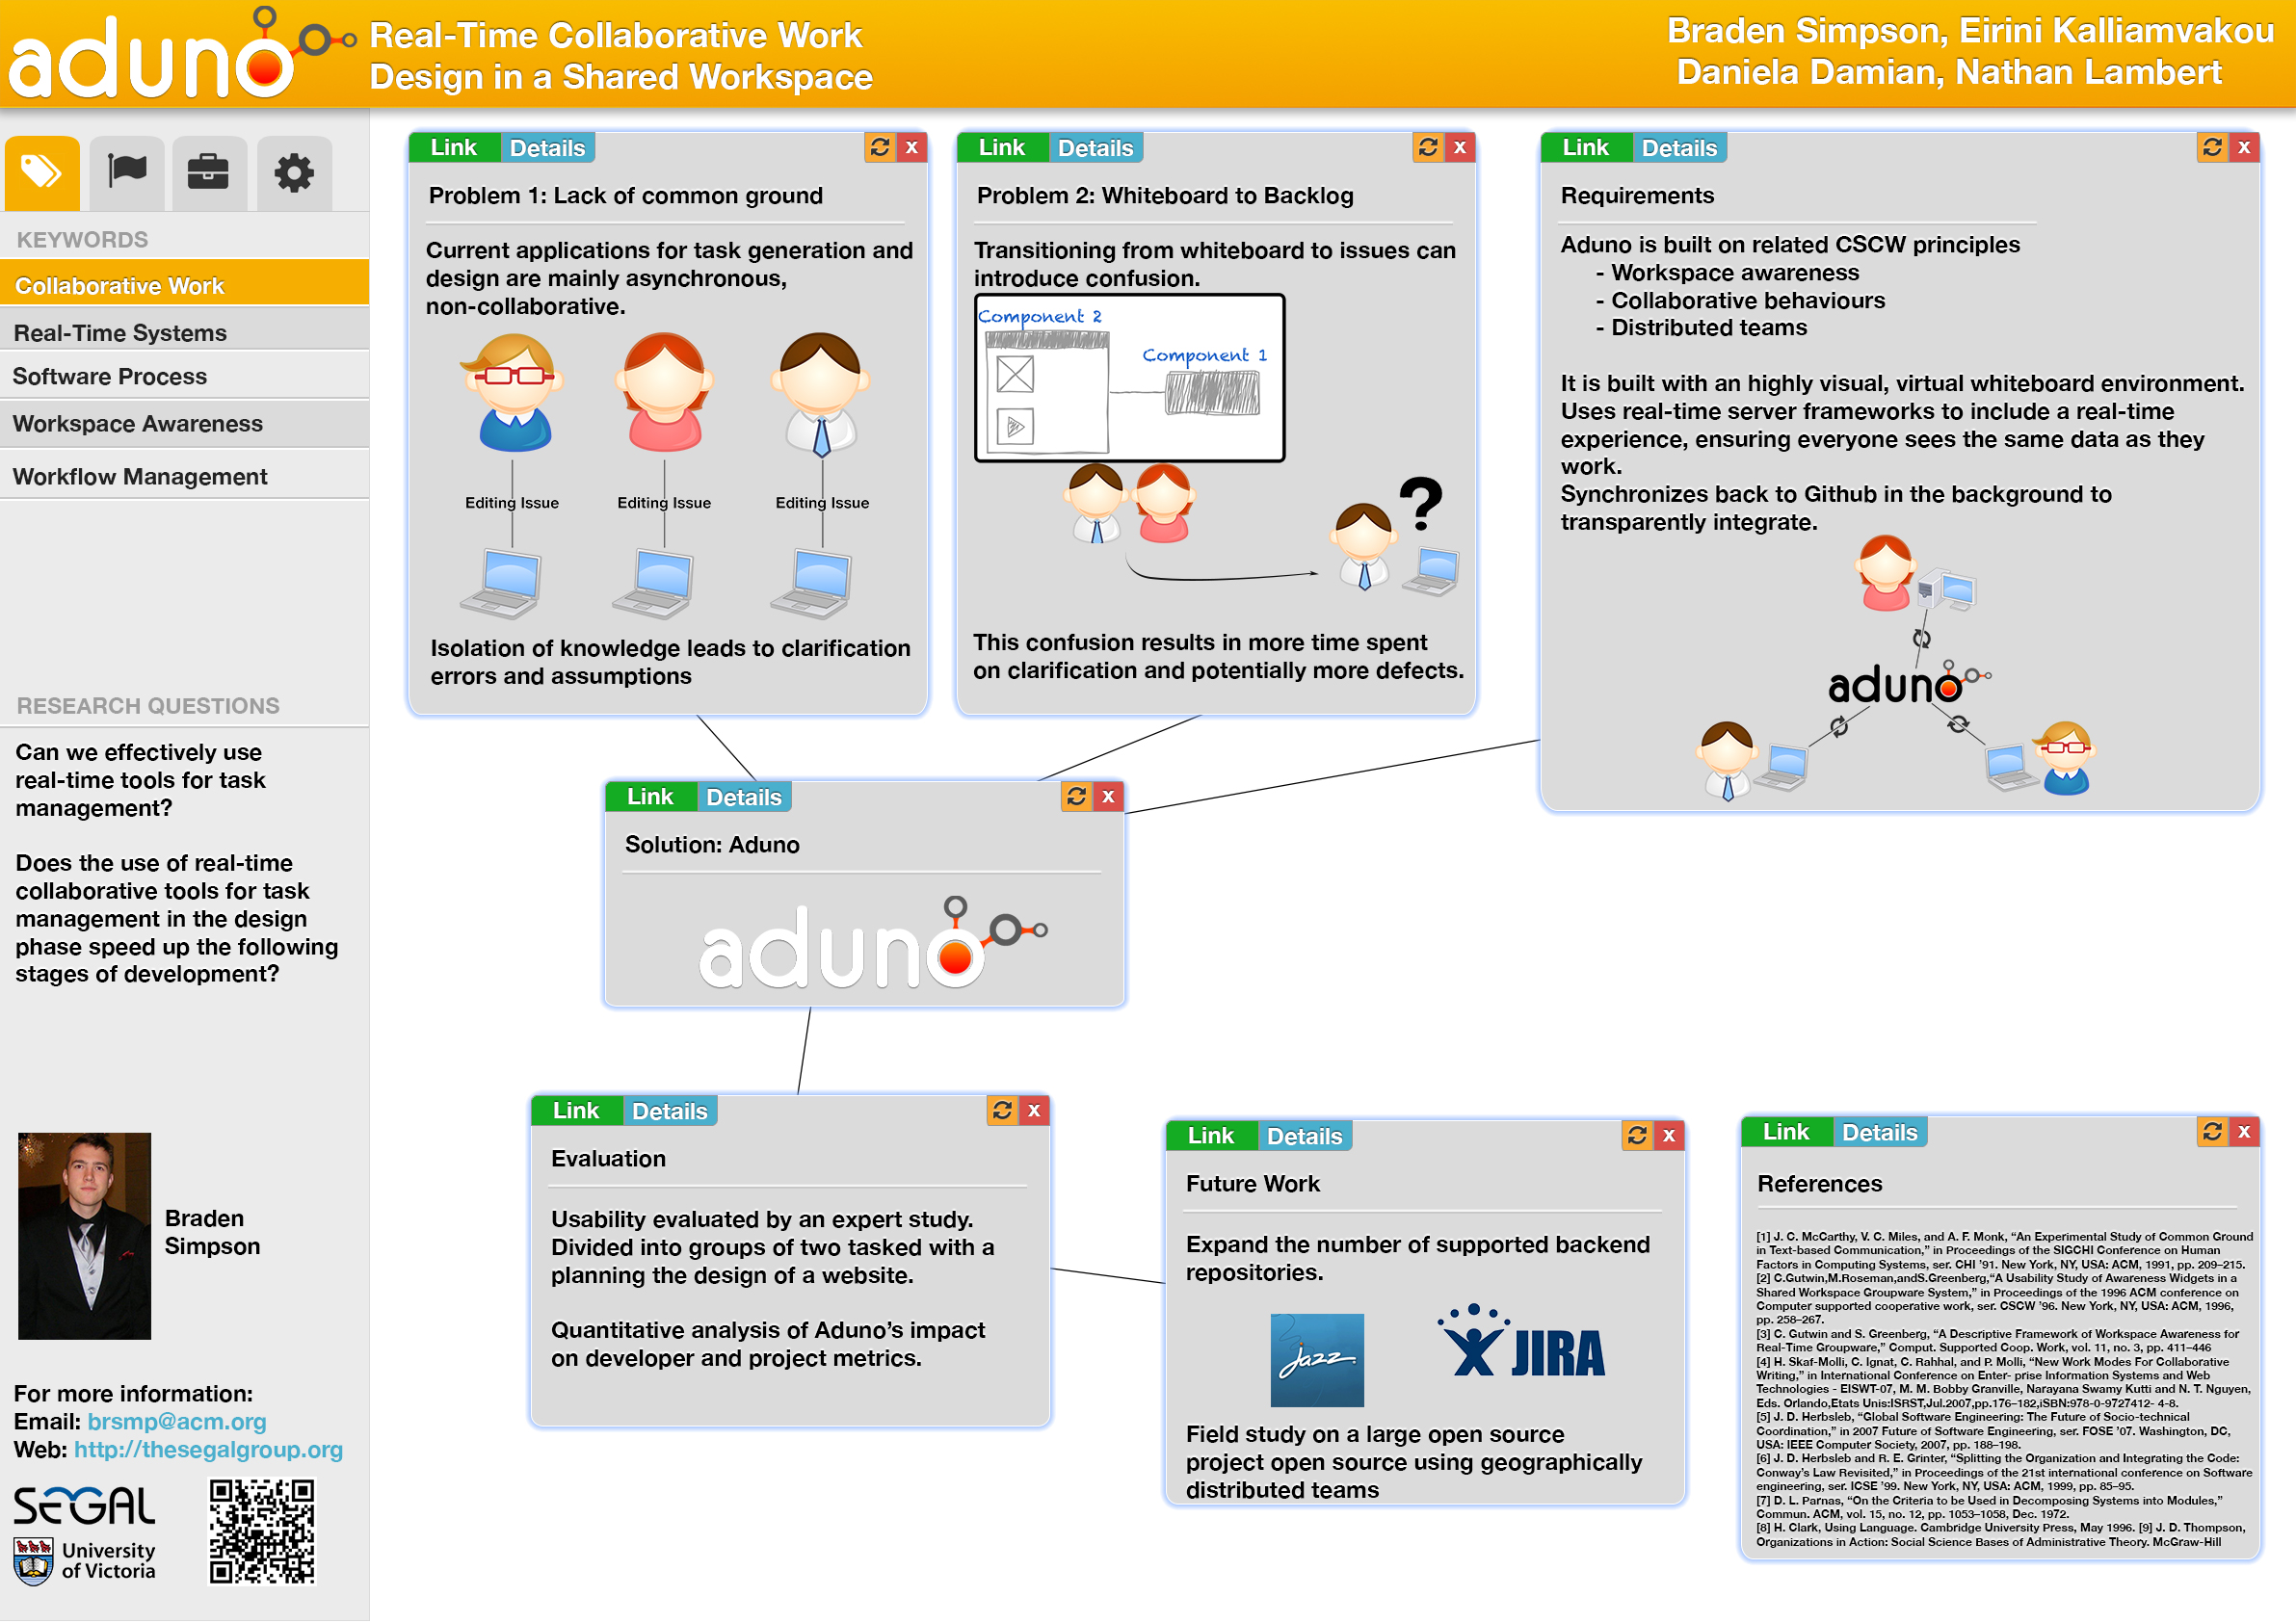 aduno
Real-Time Collaborative Work
Design in a Shared Workspace
Braden Simpson, Eirini Kalliamvakou
Daniela Damian, Nathan Lambert
KEYWORDS
Collaborative Work
Real-Time Systems
Software Process
Workspace Awareness
Workflow Management
RESEARCH QUESTIONS
Can we effectively use
real-time tools for task
management?
Does the use of real-time
collaborative tools for task
management in the design
phase speed up the following
stages of development?
Braden
Simpson
For more information:
Email: brsmp@acm.org
Web: http://thesegalgroup.org
SEGAL
University
of Victoria
Link Details x
Problem 1: Lack of common ground
Current applications for task generation and
design are mainly asynchronous,
non-collaborative.
Editing Issue Editing Issue Editing Issue
Isolation of knowledge leads to clarification
errors and assumptions
Link Details x
Problem 2: Whiteboard to Backlog
Transitioning from whiteboard to issues can
introduce confusion.
Component 2
Component 1
?
This confusion results in more time spent
on clarification and potentially more defects.
Link Details x
Requirements
Aduno is built on related CSCW principles
- Workspace awareness
- Collaborative behaviours
- Distributed teams
It is built with an highly visual, virtual whiteboard environment.
Uses real-time server frameworks to include a real-time
experience, ensuring everyone sees the same data as they
work.
Synchronizes back to Github in the background to
transparently integrate.
aduno
Link Details x
Solution: Aduno
aduno
Link Details x
Evaluation
Usability evaluated by an expert study.
Divided into groups of two tasked with a
planning the design of a website.
Quantitative analysis of Aduno's impact
on developer and project metrics.
Link Details x
Future Work
Expand the number of supported backend
repositories.
jazz
JIRA
Field study on a large open source
project open source using geographically
distributed teams
Link Details x
References
[1] J. C. McCarthy, V. C. Miles, and A. F. Monk, “An Experimental Study of Common Ground
in Text-based Communication,” in Proceedings of the SIGCHI Conference on Human
Factors in Computing Systems, ser. CHI ’91. New York, NY, USA: ACM, 1991, pp. 209–215.
[2] C.Gutwin,M.Roseman,andS.Greenberg,“A Usability Study of Awareness Widgets in a
Shared Workspace Groupware System,” in Proceedings of the 1996 ACM conference on
Computer supported cooperative work, ser. CSCW ’96. New York, NY, USA: ACM, 1996,
pp. 258–267.
[3] C. Gutwin and S. Greenberg, “A Descriptive Framework of Workspace Awareness for
Real-Time Groupware,” Comput. Supported Coop. Work, vol. 11, no. 3, pp. 411–446
[4] H. Skaf-Molli, C. Ignat, C. Rahhal, and P. Molli, “New Work Modes For Collaborative
Writing,” in International Conference on Enter- prise Information Systems and Web
Technologies - EISWT-07, M. M. Bobby Granville, Narayana Swamy Kutti and N. T. Nguyen,
Eds. Orlando,Etats Unis:ISRST,Jul.2007,pp.176–182,iSBN:978-0-9727412- 4-8.
[5] J. D. Herbsleb, “Global Software Engineering: The Future of Socio-technical
Coordination,” in 2007 Future of Software Engineering, ser. FOSE ’07. Washington, DC,
USA: IEEE Computer Society, 2007, pp. 188–198.
[6] J. D. Herbsleb and R. E. Grinter, “Splitting the Organization and Integrating the Code:
Conway’s Law Revisited,” in Proceedings of the 21st international conference on Software
engineering, ser. ICSE ’99. New York, NY, USA: ACM, 1999, pp. 85–95.
[7] D. L. Parnas, “On the Criteria to be Used in Decomposing Systems into Modules,”
Commun. ACM, vol. 15, no. 12, pp. 1053–1058, Dec. 1972.
[8] H. Clark, Using Language. Cambridge University Press, May 1996. [9] J. D. Thompson,
Organizations in Action: Social Science Bases of Administrative Theory. McGraw-Hill